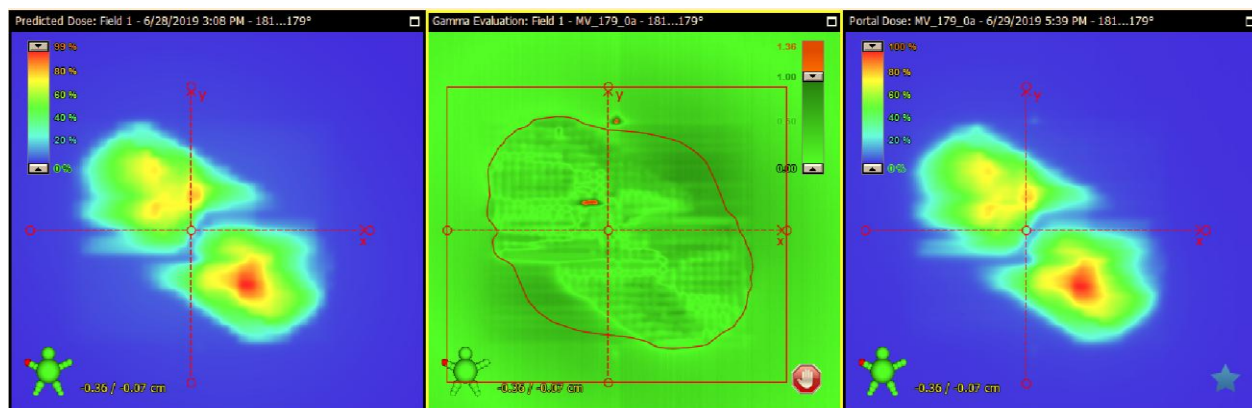 Predicted Dose: Field 1 - 6/28/2019 3:08 PM - 181...179°
99 %
80 %
60 %
40 %
20 %
0 %
y
x
-0.36 / -0.07 cm
Gamma Evaluation: Field 1 - MV_179_0a - 181...179°
1.36
1.00
0.50
0.00
y
x
-0.36 / -0.07 cm
Portal Dose: MV_179_0a - 6/29/2019 5:39 PM - 181...179°
100 %
80 %
60 %
40 %
20 %
0 %
y
x
-0.36 / -0.07 cm